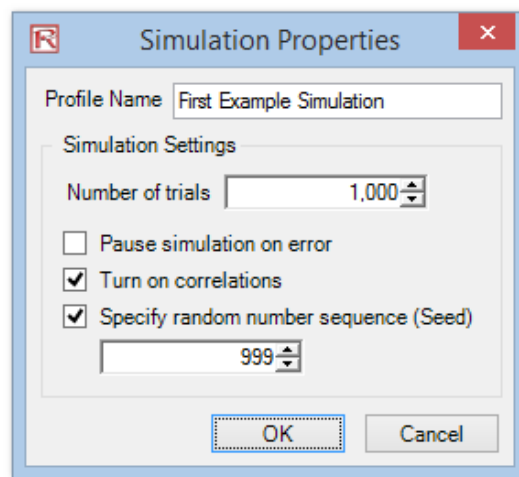 R Simulation Properties ×
Profile Name First Example Simulation
Simulation Settings
Number of trials 1,000
Pause simulation on error
Turn on correlations
Specify random number sequence (Seed)
999
OK Cancel